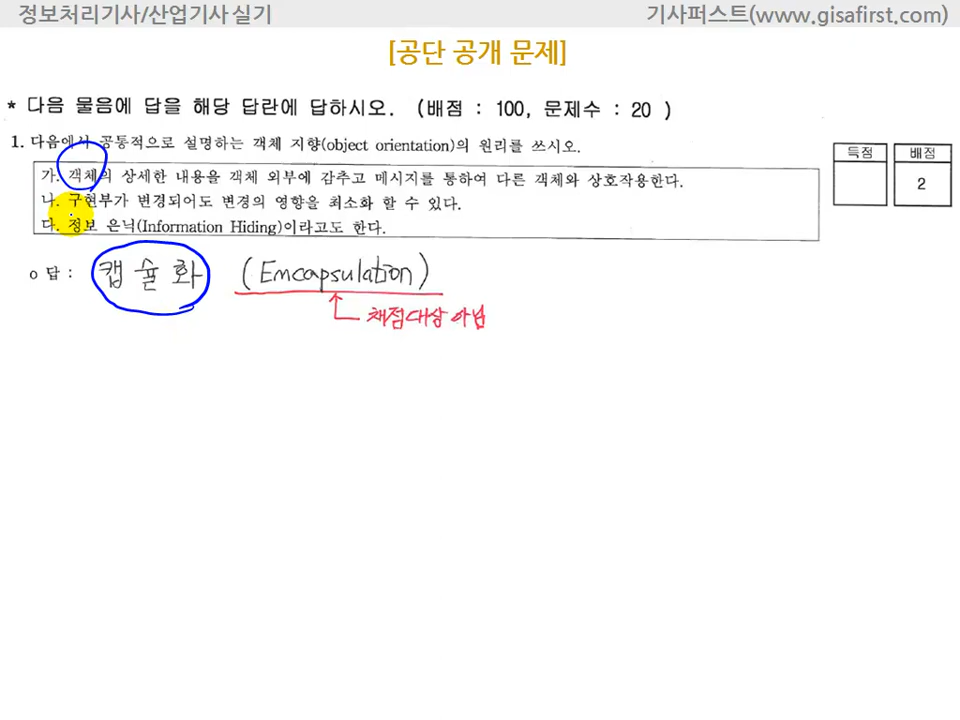 정보처리기사/산업기사 실기
기사퍼스트(www.gisafirst.com)
[공단 공개 문제]
* 다음 물음에 답을 해당 답란에 답하시오. (배점 : 100, 문제수 : 20 )
1. 다음에서 공통적으로 설명하는 객체 지향(object orientation)의 원리를 쓰시오.
득점 배점
2
가. 객체의 상세한 내용을 객체 외부에 감추고 메시지를 통하여 다른 객체와 상호작용한다.
나. 구현부가 변경되어도 변경의 영향을 최소화 할 수 있다.
다. 정보 은닉(Information Hiding)이라고도 한다.
o 답 : 캡슐화 (Encapsulation)
채점대상 아님